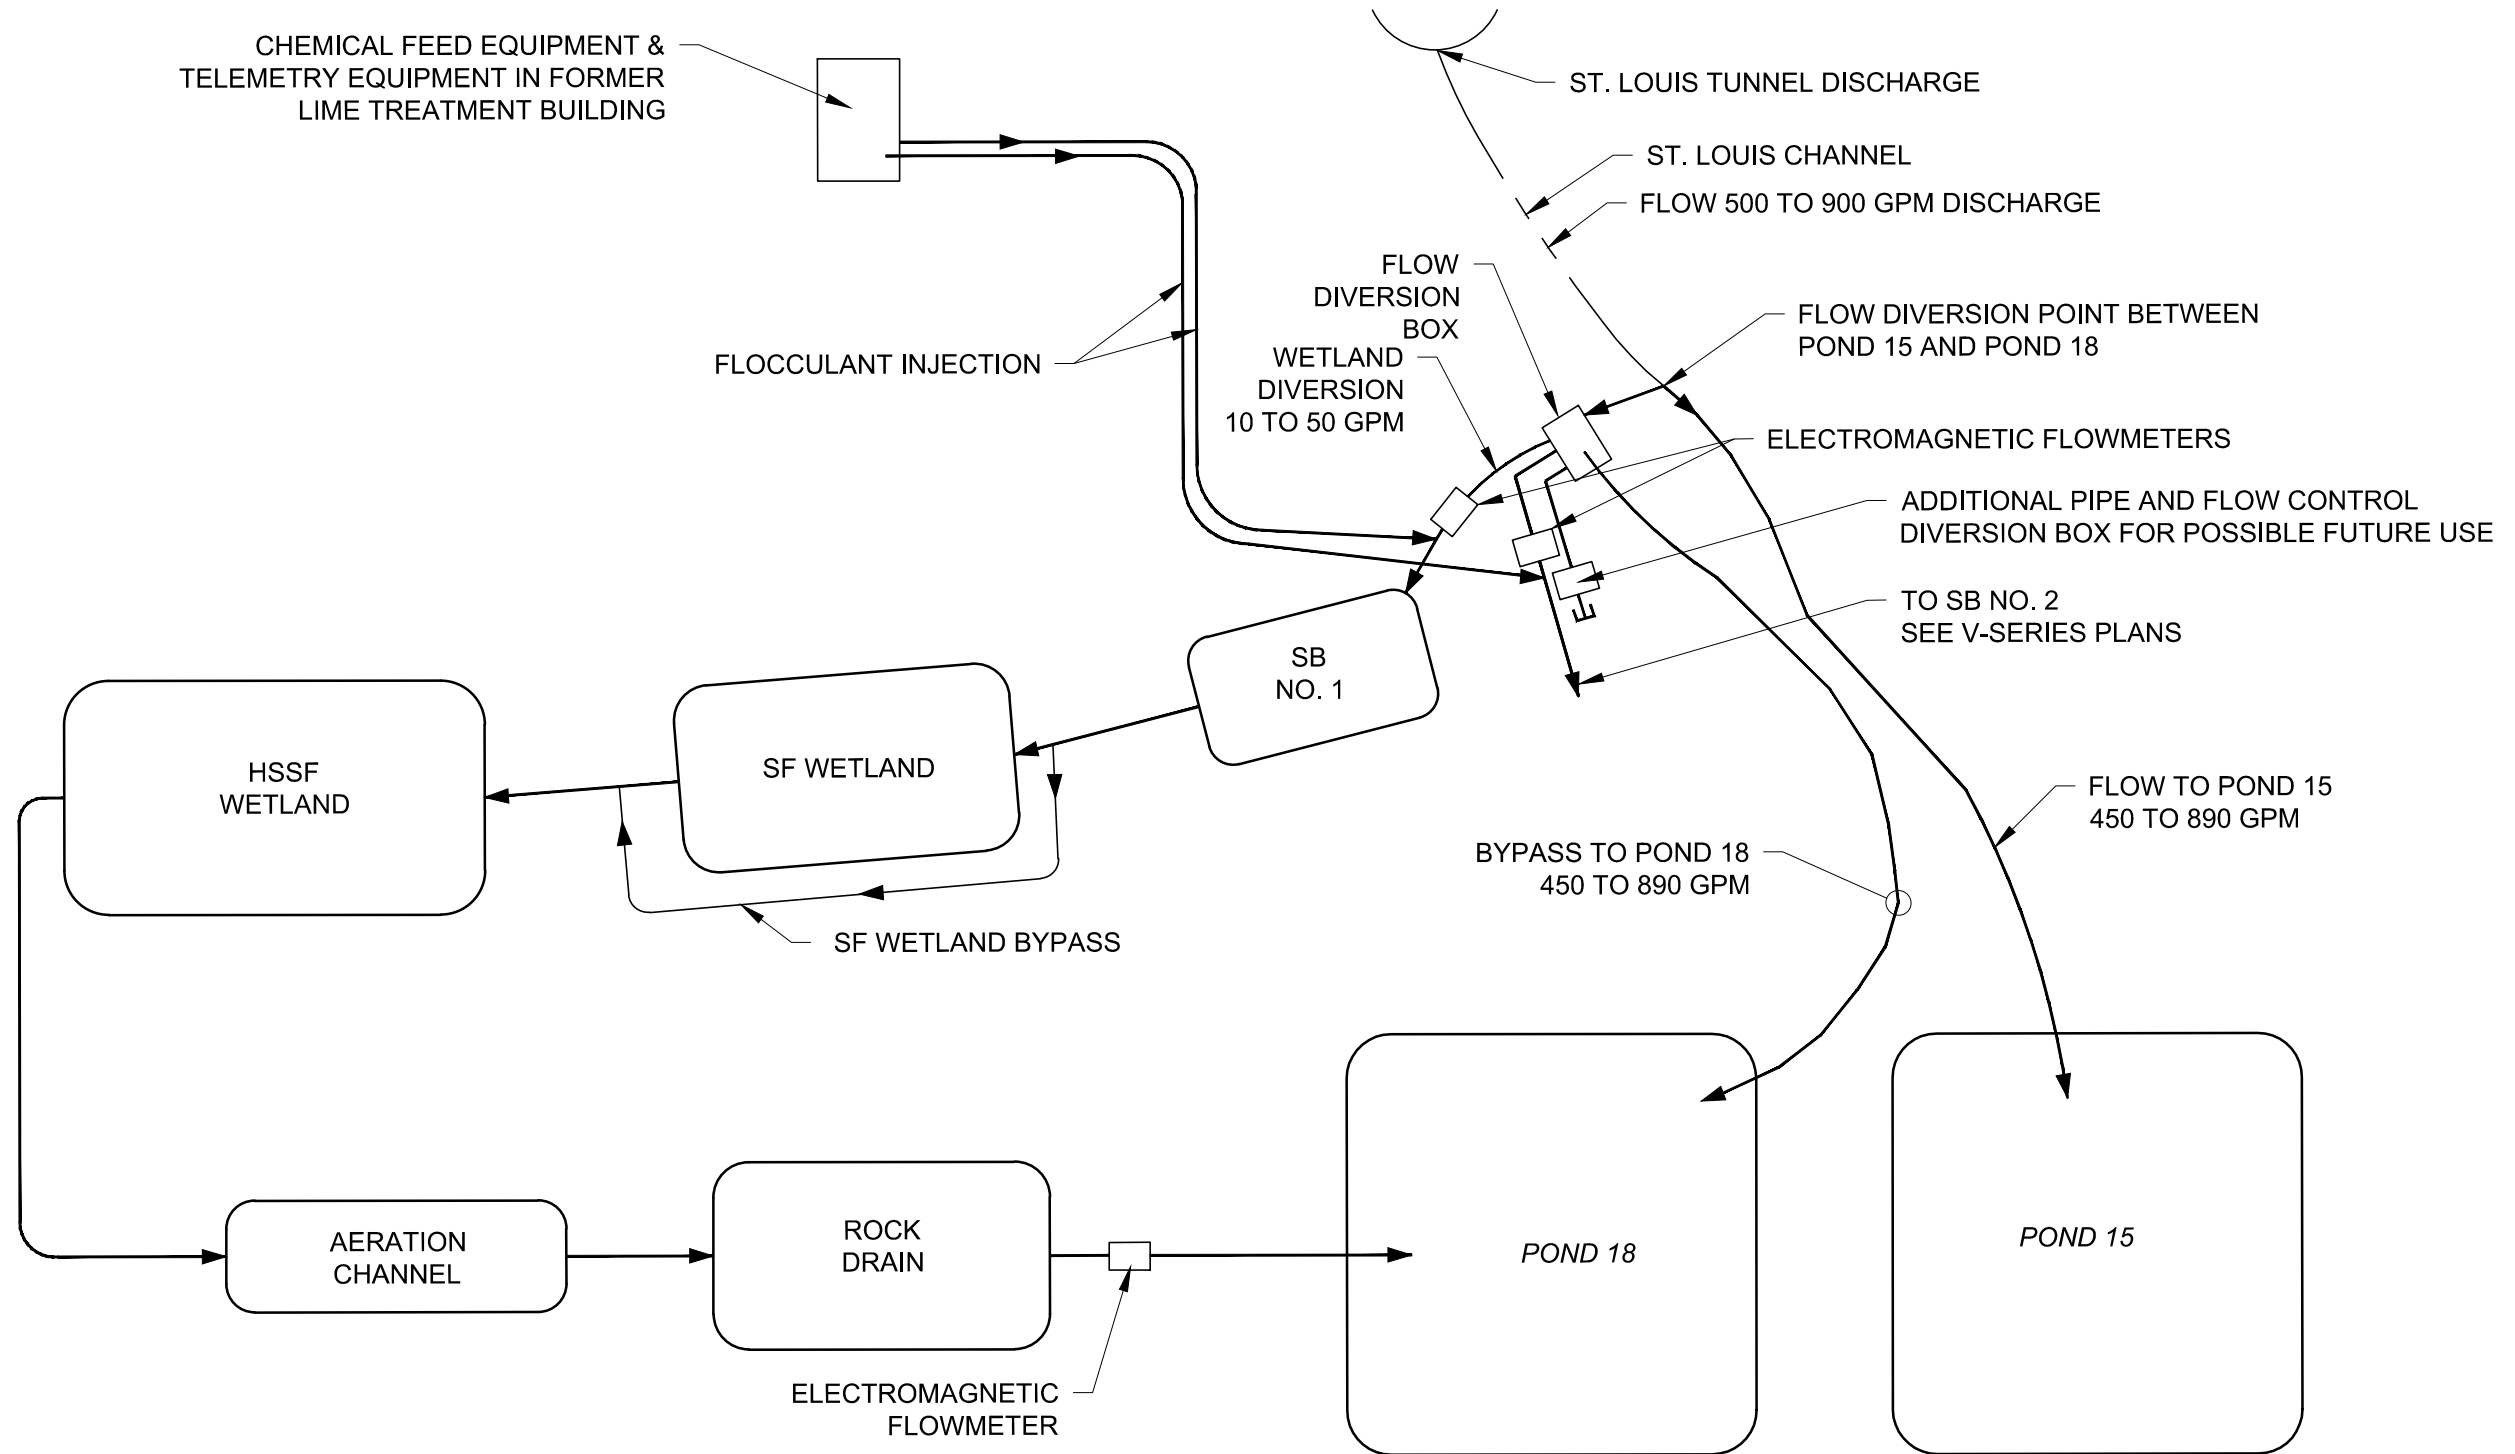 CHEMICAL FEED EQUIPMENT &
TELEMETRY EQUIPMENT IN FORMER
LIME TREATMENT BUILDING
ST. LOUIS TUNNEL DISCHARGE
ST. LOUIS CHANNEL
FLOW 500 TO 900 GPM DISCHARGE
FLOW
DIVERSION
BOX
FLOW DIVERSION POINT BETWEEN
POND 15 AND POND 18
FLOCCULANT INJECTION
WETLAND
DIVERSION
10 TO 50 GPM
ELECTROMAGNETIC FLOWMETERS
ADDITIONAL PIPE AND FLOW CONTROL
DIVERSION BOX FOR POSSIBLE FUTURE USE
TO SB NO. 2
SEE V-SERIES PLANS
SB
NO. 1
SF WETLAND
HSSF
WETLAND
FLOW TO POND 15
450 TO 890 GPM
BYPASS TO POND 18
450 TO 890 GPM
SF WETLAND BYPASS
AERATION
CHANNEL
ROCK
DRAIN
POND 18
POND 15
ELECTROMAGNETIC
FLOWMETER